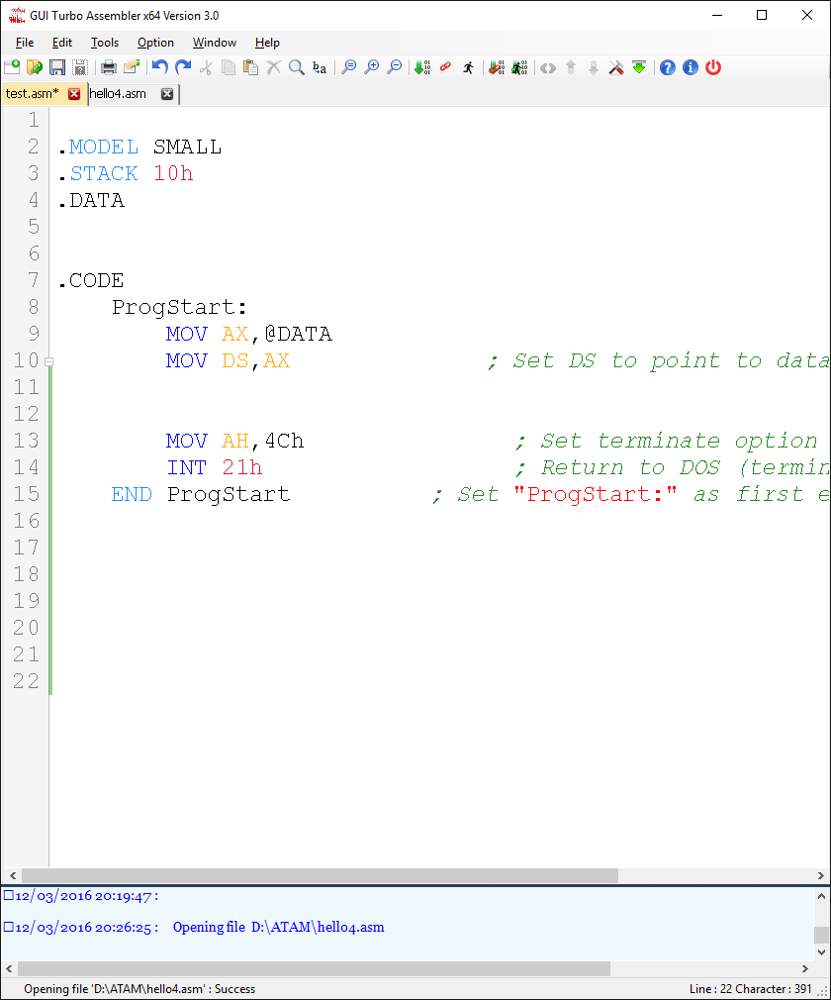 GUI Turbo Assembler x64 Version 3.0
File Edit Tools Option Window Help
test.asm* hello4.asm
1
2 .MODEL SMALL
3 .STACK 10h
4 .DATA
5
6
7 .CODE
8 ProgStart:
9 MOV AX,@DATA
10 MOV DS,AX ; Set DS to point to data
11
12
13 MOV AH,4Ch ; Set terminate option
14 INT 21h ; Return to DOS (termin
15 END ProgStart ; Set "ProgStart:" as first e
16
17
18
19
20
21
22
12/03/2016 20:19:47 :
12/03/2016 20:26:25 : Opening file D:\ATAM\hello4.asm
Opening file 'D:\ATAM\hello4.asm' : Success Line : 22 Character : 391